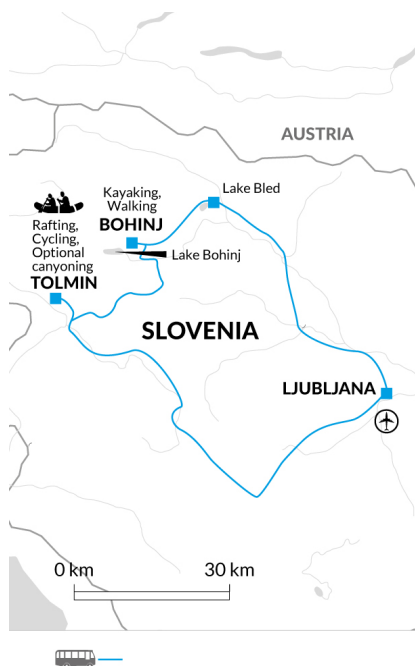 AUSTRIA
Kayaking,
Walking
BOHINJ
Lake Bled
Rafting,
Cycling,
Optional
canyoning
TOLMIN
Lake Bohinj
SLOVENIA
LJUBLJANA
0 km
30 km